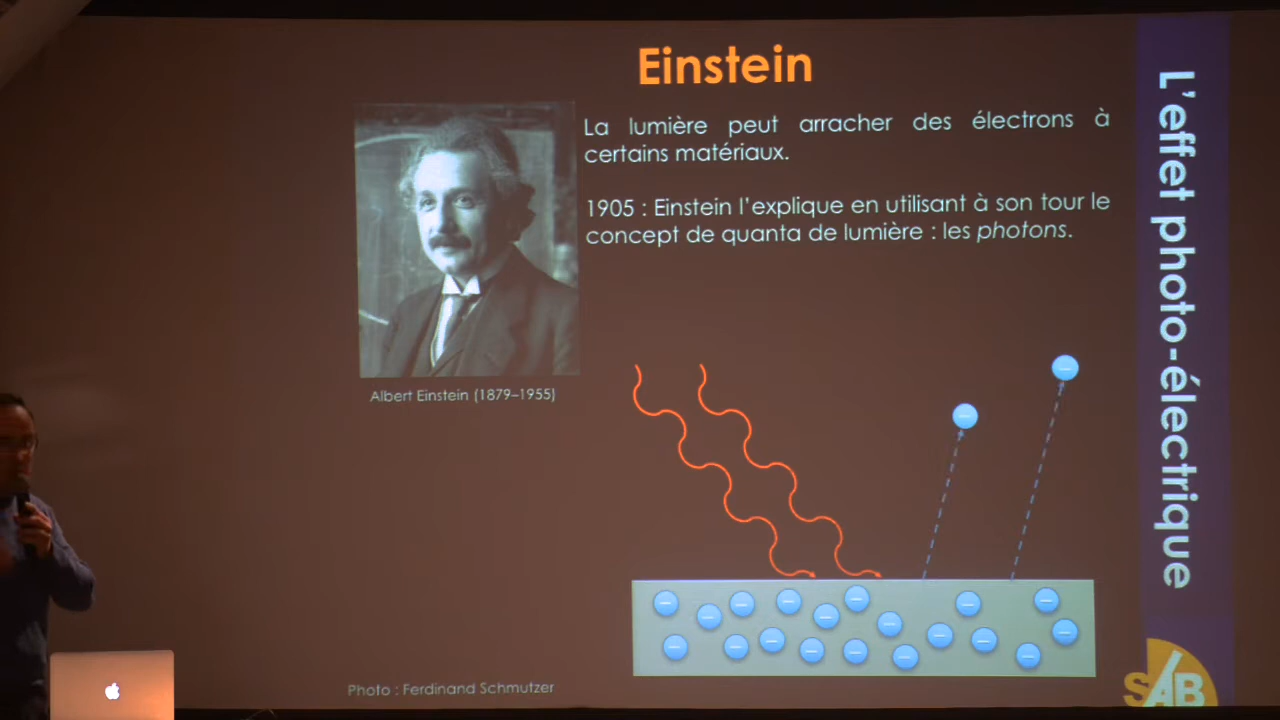 Einstein
La lumière peut arracher des électrons à
certains matériaux.
1905 : Einstein l'explique en utilisant à son tour le
concept de quanta de lumière : les photons.
Albert Einstein (1879–1955)
Photo : Ferdinand Schmutzer
L'effet photo-électrique
SAB